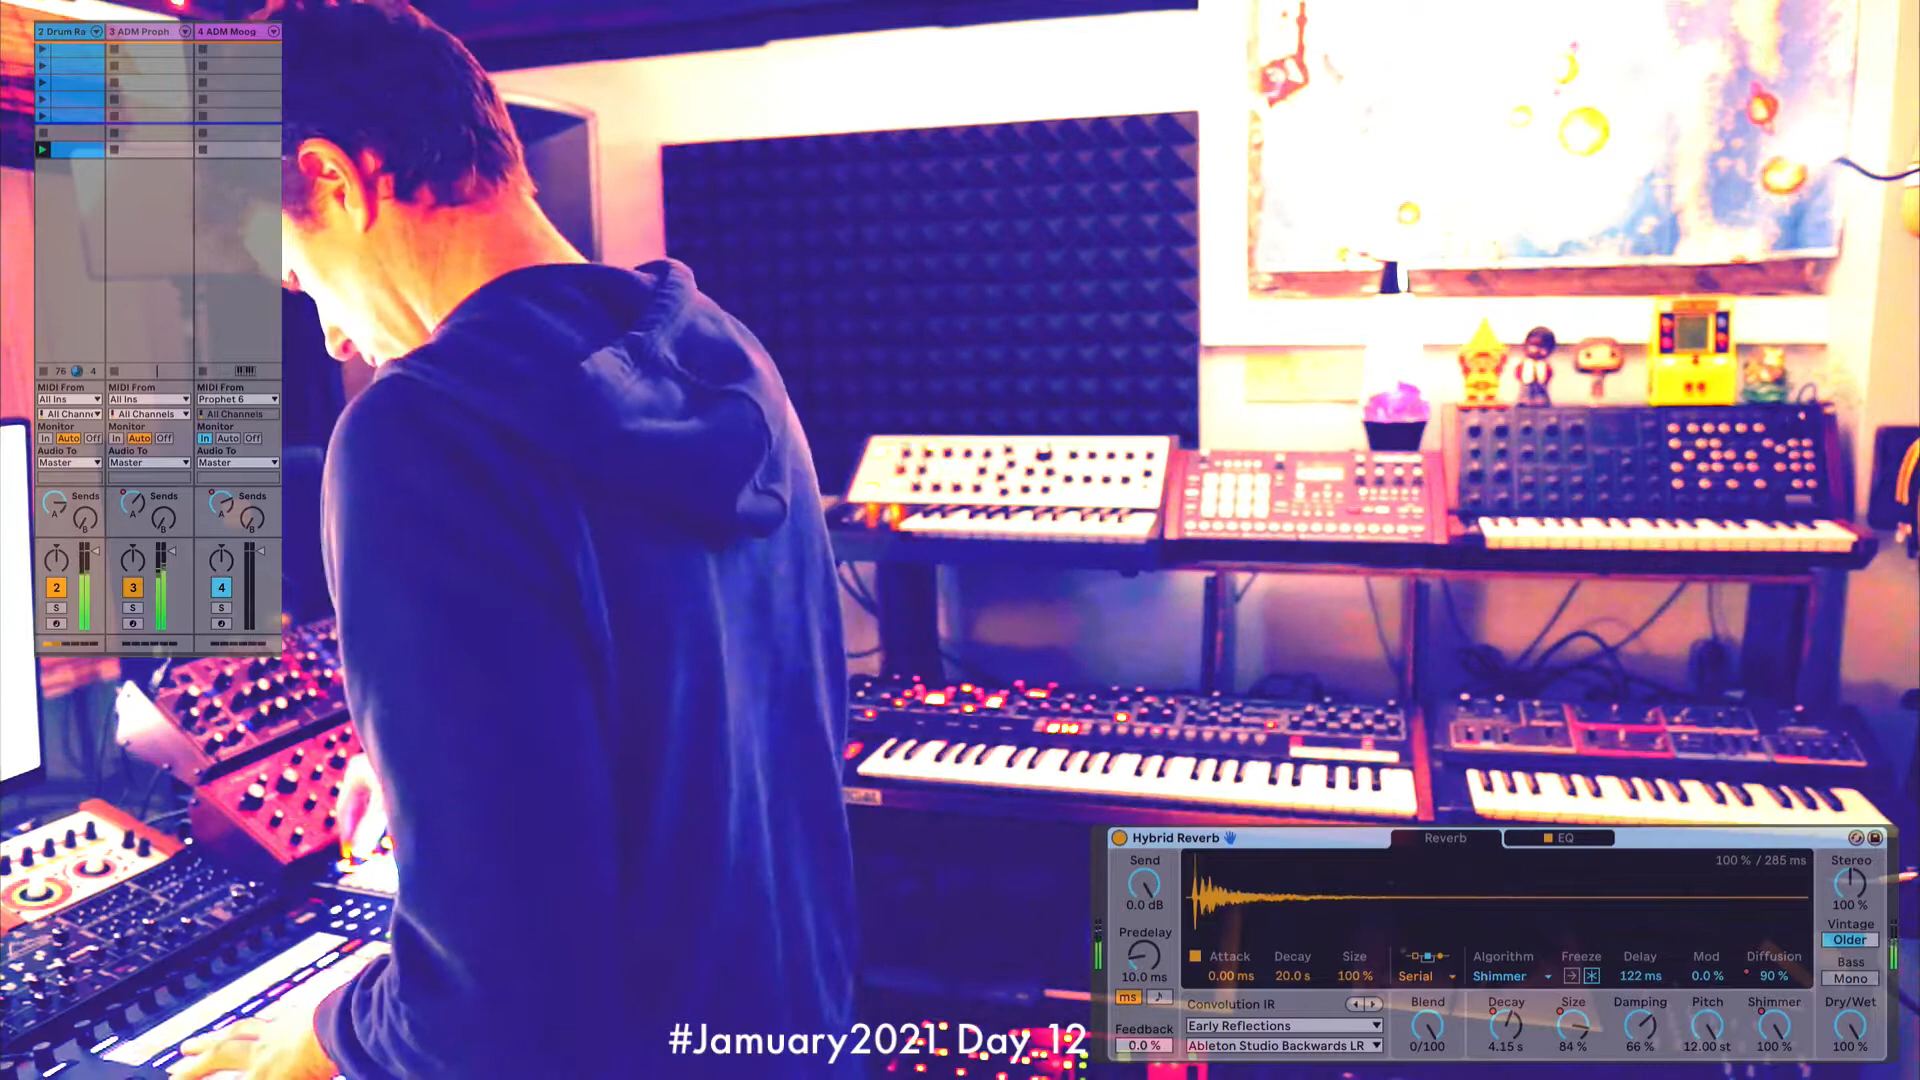 2 Drum Ra 3 ADM Proph 4 ADM Moog
76 4
MIDI From MIDI From MIDI From
All Ins All Ins Prophet 6
All Channe All Channels All Channels
Monitor Monitor Monitor
In Auto Off In Auto Off In Auto Off
Audio To Audio To Audio To
Master Master Master
Sends Sends Sends
A A A
B B B
2 3 4
S S S
Hybrid Reverb Reverb EQ
Send 100 % / 285 ms Stereo
0.0 dB 100 %
Predelay Vintage
Older
Attack Decay Size Algorithm Freeze Delay Mod Diffusion Bass
10.0 ms 0.00 ms 20.0 s 100 % Serial Shimmer 122 ms 0.0 % 90 % Mono
ms Convolution IR Blend Decay Size Damping Pitch Shimmer Dry/Wet
Feedback Early Reflections
0.0 % Ableton Studio Backwards LR 0/100 4.15 s 84 % 66 % 12.00 st 100 % 100 %
#Jamuary2021 Day 12